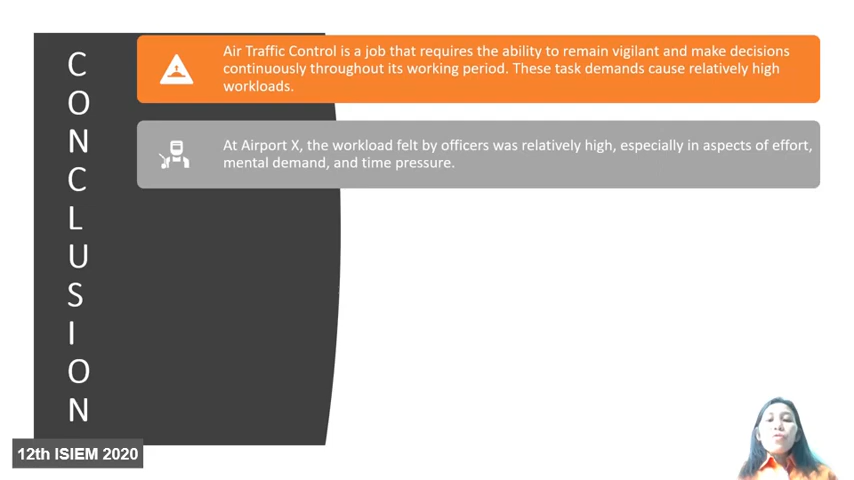 CONCLUSION
Air Traffic Control is a job that requires the ability to remain vigilant and make decisions
continuously throughout its working period. These task demands cause relatively high
workloads.
At Airport X, the workload felt by officers was relatively high, especially in aspects of effort,
mental demand, and time pressure.
12th ISIEM 2020